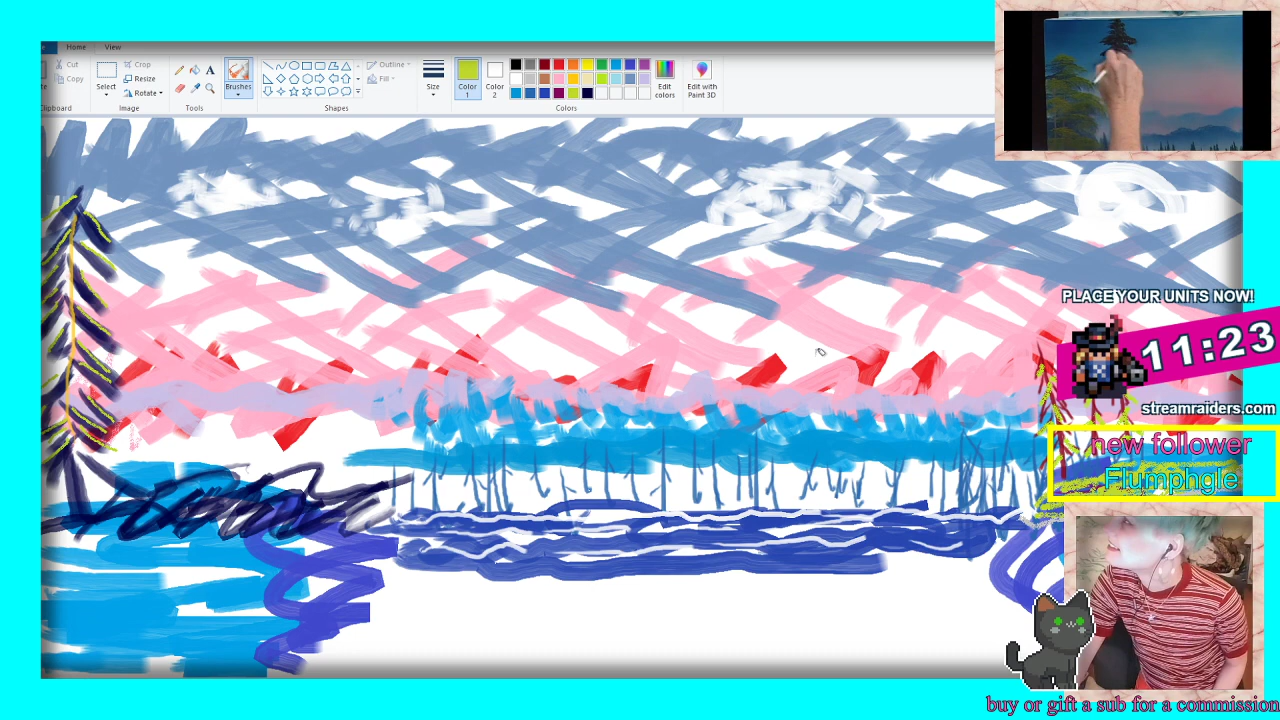 Home View
Cut
Copy
Clipboard
Select
Crop
Resize
Rotate
Image
A
Tools
Brushes
Outline
Fill
Shapes
Size
Color
1
Color
2
Colors
Edit
colors
Edit with
Paint 3D
PLACE YOUR UNITS NOW!
11:23
streamraiders.com
new follower
Flumphgle
buy or gift a sub for a commission